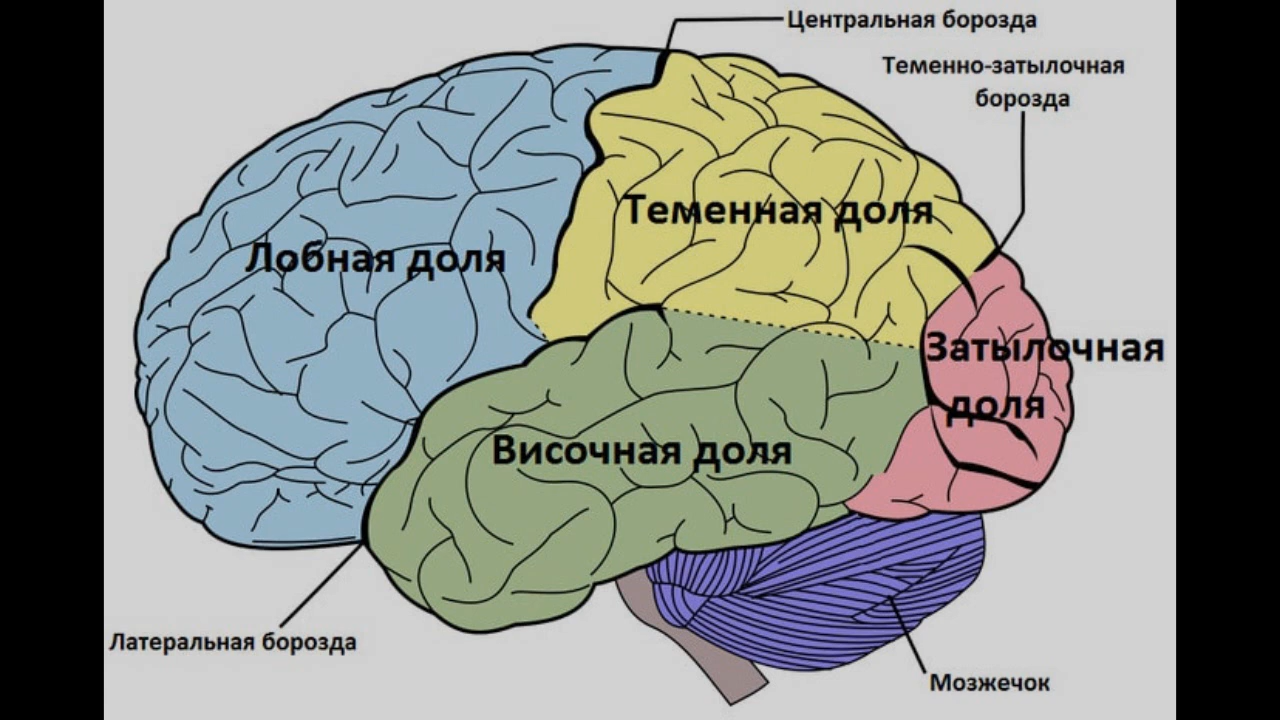 Центральная борозда
Теменно-затылочная
борозда
Теменная доля
Лобная доля
Затылочная
доля
Височная доля
Латеральная борозда
Мозжечок